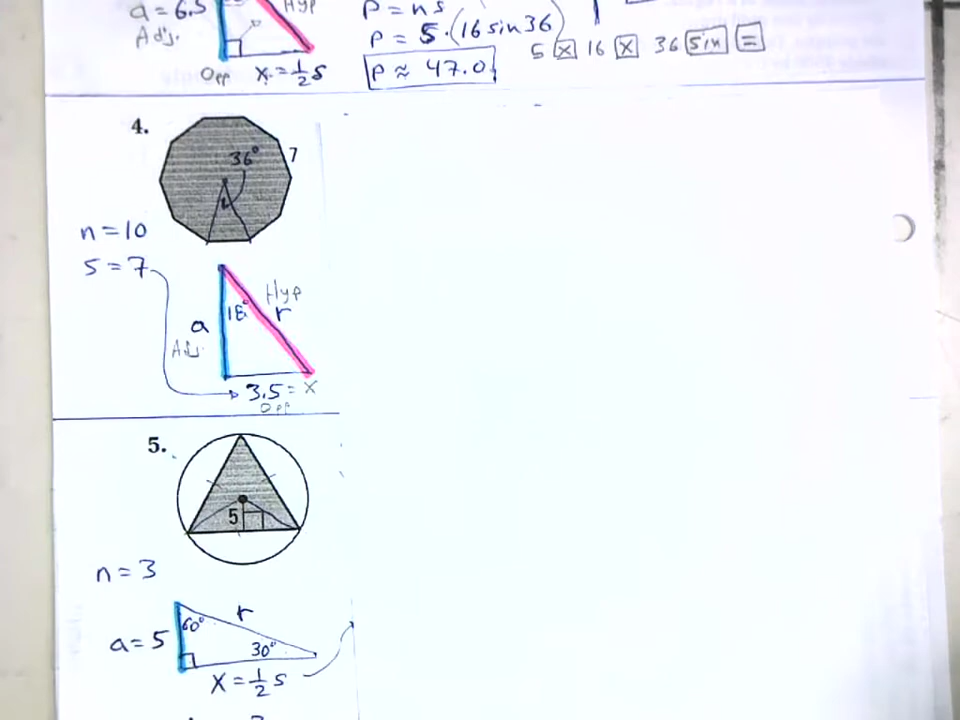 a = 6.5 Hyp
Adj.
Opp x = 1/2 s
P = ns
P = 5 · (16 sin 36)
P ≈ 47.0
5 x 16 x 36 sin =
4.
36°
7
n = 10
s = 7
18°
Hyp
r
a
Adj.
3.5 = x
Opp
5.
5
n = 3
60°
r
a = 5
30°
x = 1/2 s